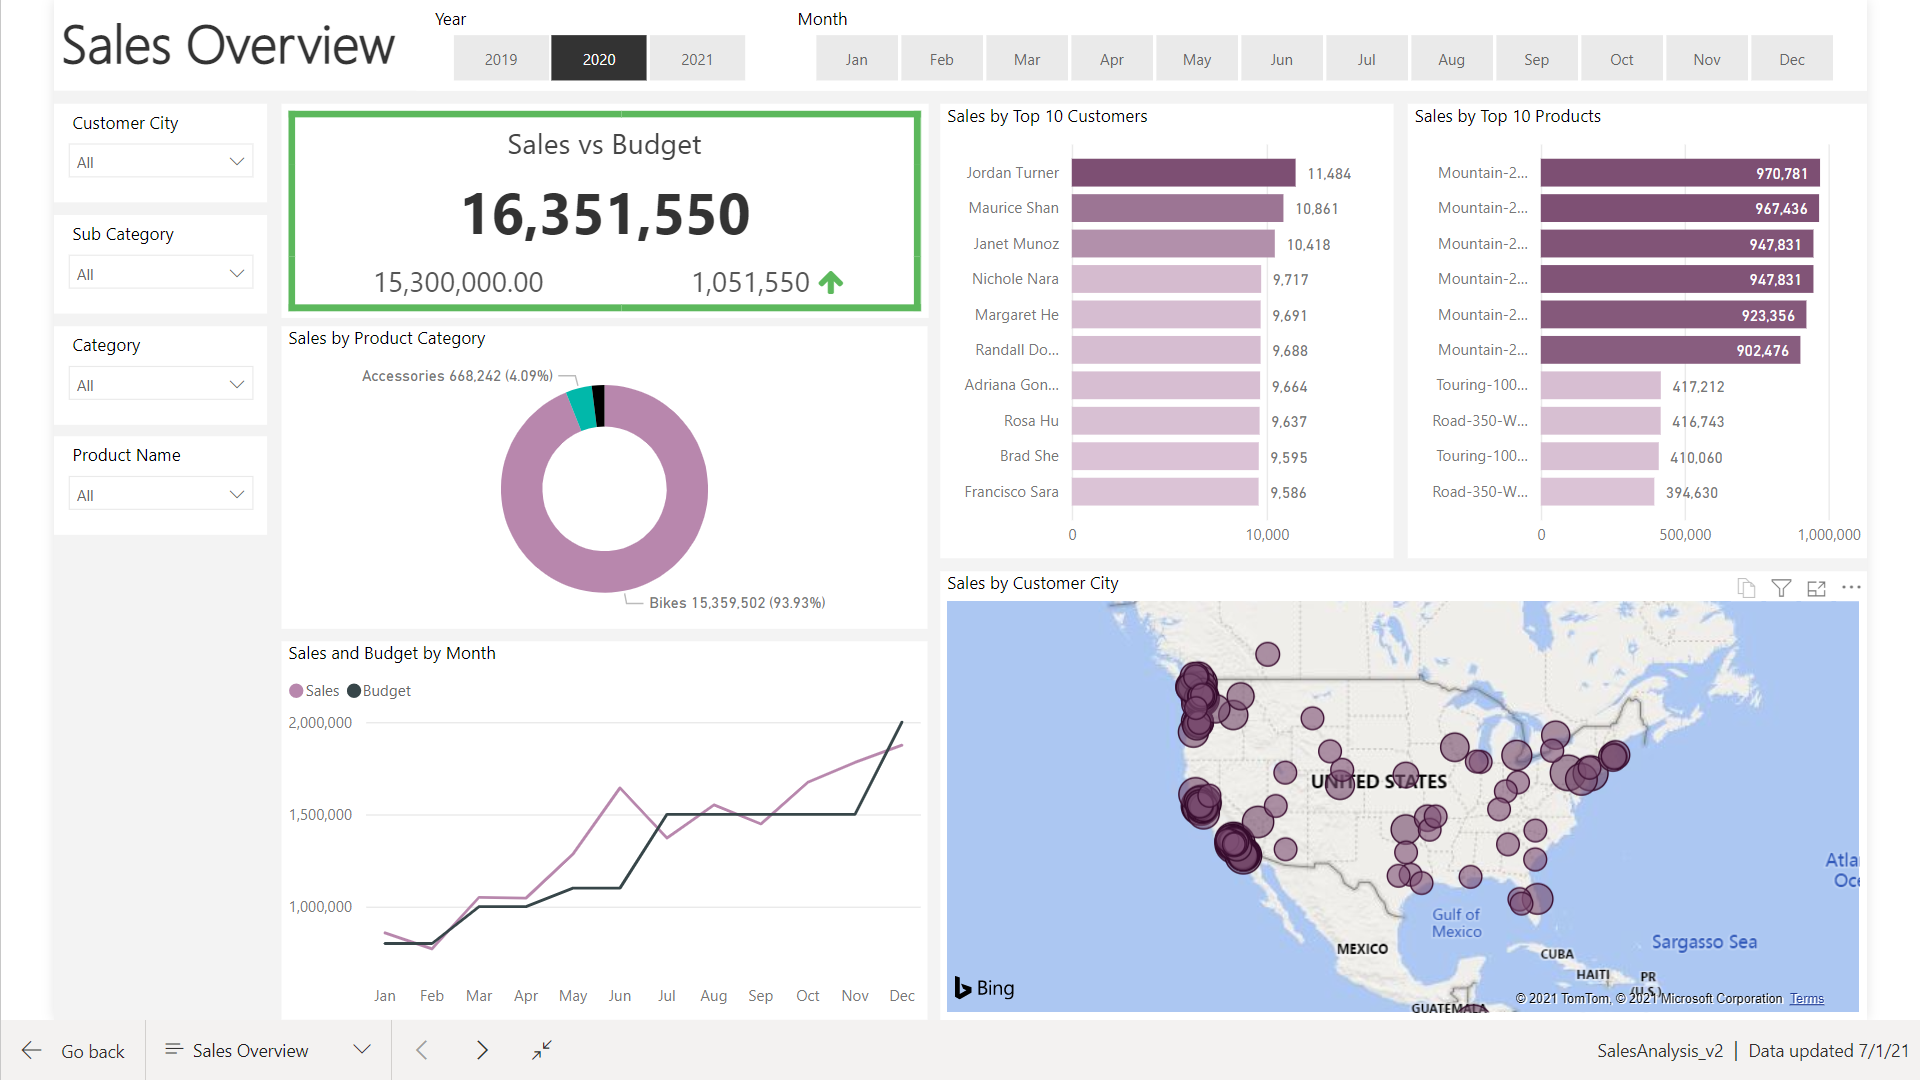 Sales Overview
Year
2019
2020
2021
Month
Jan
Feb
Mar
Apr
May
Jun
Jul
Aug
Sep
Oct
Nov
Dec
Customer City
All
Sub Category
All
Category
All
Product Name
All
Sales vs Budget
16,351,550
15,300,000.00
1,051,550
Sales by Product Category
Accessories 668,242 (4.09%)
Bikes 15,359,502 (93.93%)
Sales and Budget by Month
Sales Budget
2,000,000
1,500,000
1,000,000
Jan Feb Mar Apr May Jun Jul Aug Sep Oct Nov Dec
Sales by Top 10 Customers
Jordan Turner 11,484
Maurice Shan 10,861
Janet Munoz 10,418
Nichole Nara 9,717
Margaret He 9,691
Randall Do... 9,688
Adriana Gon... 9,664
Rosa Hu 9,637
Brad She 9,595
Francisco Sara 9,586
0 10,000
Sales by Top 10 Products
Mountain-2... 970,781
Mountain-2... 967,436
Mountain-2... 947,831
Mountain-2... 947,831
Mountain-2... 923,356
Mountain-2... 902,476
Touring-100... 417,212
Road-350-W... 416,743
Touring-100... 410,060
Road-350-W... 394,630
0 500,000 1,000,000
Sales by Customer City
UNITED STATES
Atla
Oce
Gulf of
Mexico
MEXICO
Sargasso Sea
CUBA
HAITI
PR
(U.S.)
GUATEMALA
Bing
© 2021 TomTom, © 2021 Microsoft Corporation Terms
Go back
Sales Overview
SalesAnalysis_v2 | Data updated 7/1/21